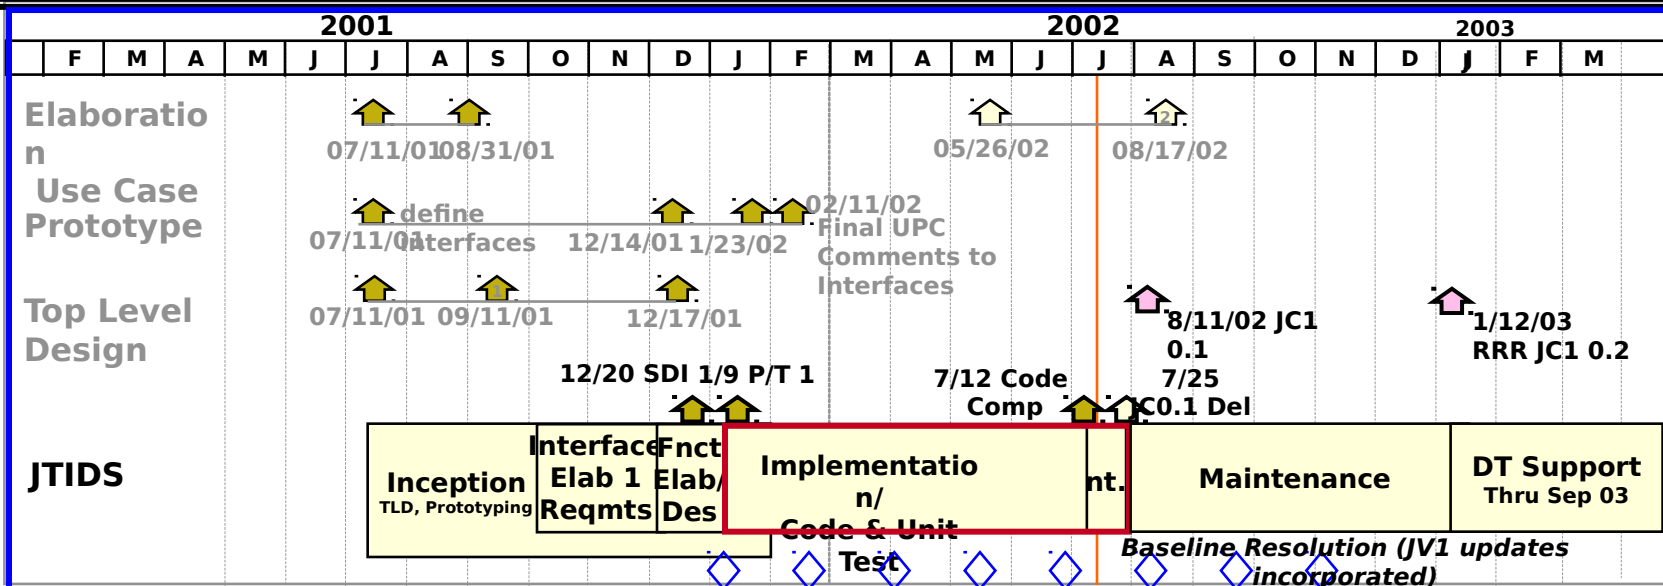 2001 2002 2003
F M A M J J A S O N D J F M A M J J A S O N D J F M
Elaboratio
n
07/11/01 08/31/01 05/26/02 2 08/17/02
Use Case
Prototype
define
interfaces
07/11/01 12/14/01 1/23/02 02/11/02
Final UPC
Comments to
Interfaces
Top Level
Design
1
07/11/01 09/11/01 12/17/01
8/11/02 JC1
0.1
1/12/03
RRR JC1 0.2
12/20 SDI 1/9 P/T 1
7/12 Code
Comp
7/25
JC0.1 Del
JTIDS
Inception
TLD, Prototyping
Interface
Elab 1
Reqmts
Fnct
Elab/
Des
Implementatio
n/
Code & Unit
Test
nt.
Maintenance
DT Support
Thru Sep 03
Baseline Resolution (JV1 updates
incorporated)